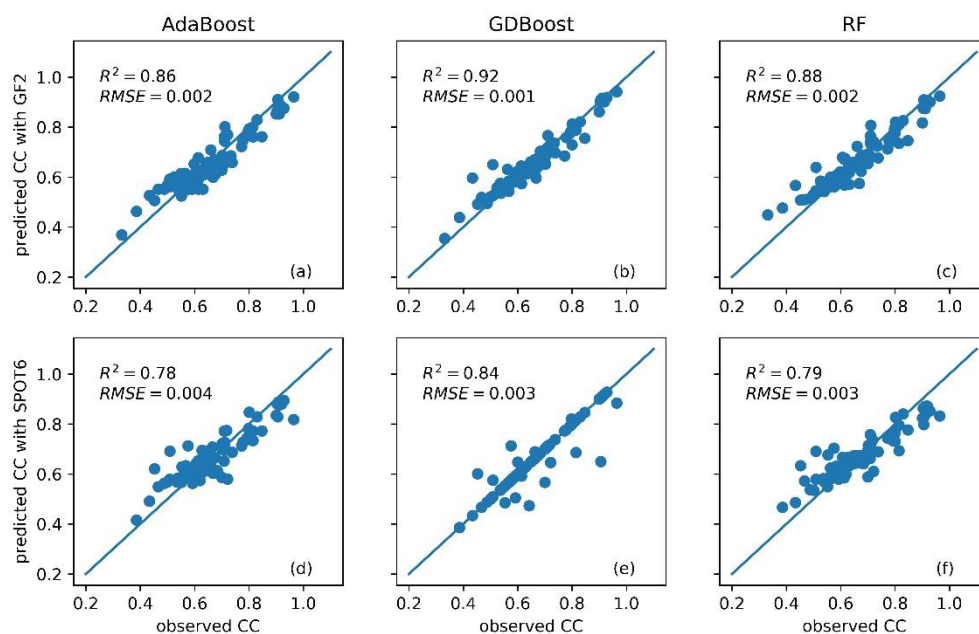 AdaBoost
GDBoost
RF
predicted CC with GF2
1.0
0.8
0.6
0.4
0.2
R² = 0.86
RMSE = 0.002
(a)
0.2 0.4 0.6 0.8 1.0
R² = 0.92
RMSE = 0.001
(b)
0.2 0.4 0.6 0.8 1.0
R² = 0.88
RMSE = 0.002
(c)
0.2 0.4 0.6 0.8 1.0
predicted CC with SPOT6
1.0
0.8
0.6
0.4
0.2
R² = 0.78
RMSE = 0.004
(d)
0.2 0.4 0.6 0.8 1.0
observed CC
R² = 0.84
RMSE = 0.003
(e)
0.2 0.4 0.6 0.8 1.0
observed CC
R² = 0.79
RMSE = 0.003
(f)
0.2 0.4 0.6 0.8 1.0
observed CC